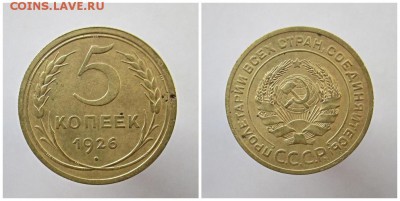 COINS.LAVE.RU
5
КОПЕЕК
1926
ПРОЛЕТАРИИ ВСЕХ СТРАН, СОЕДИНЯЙТЕСЬ!
СССР